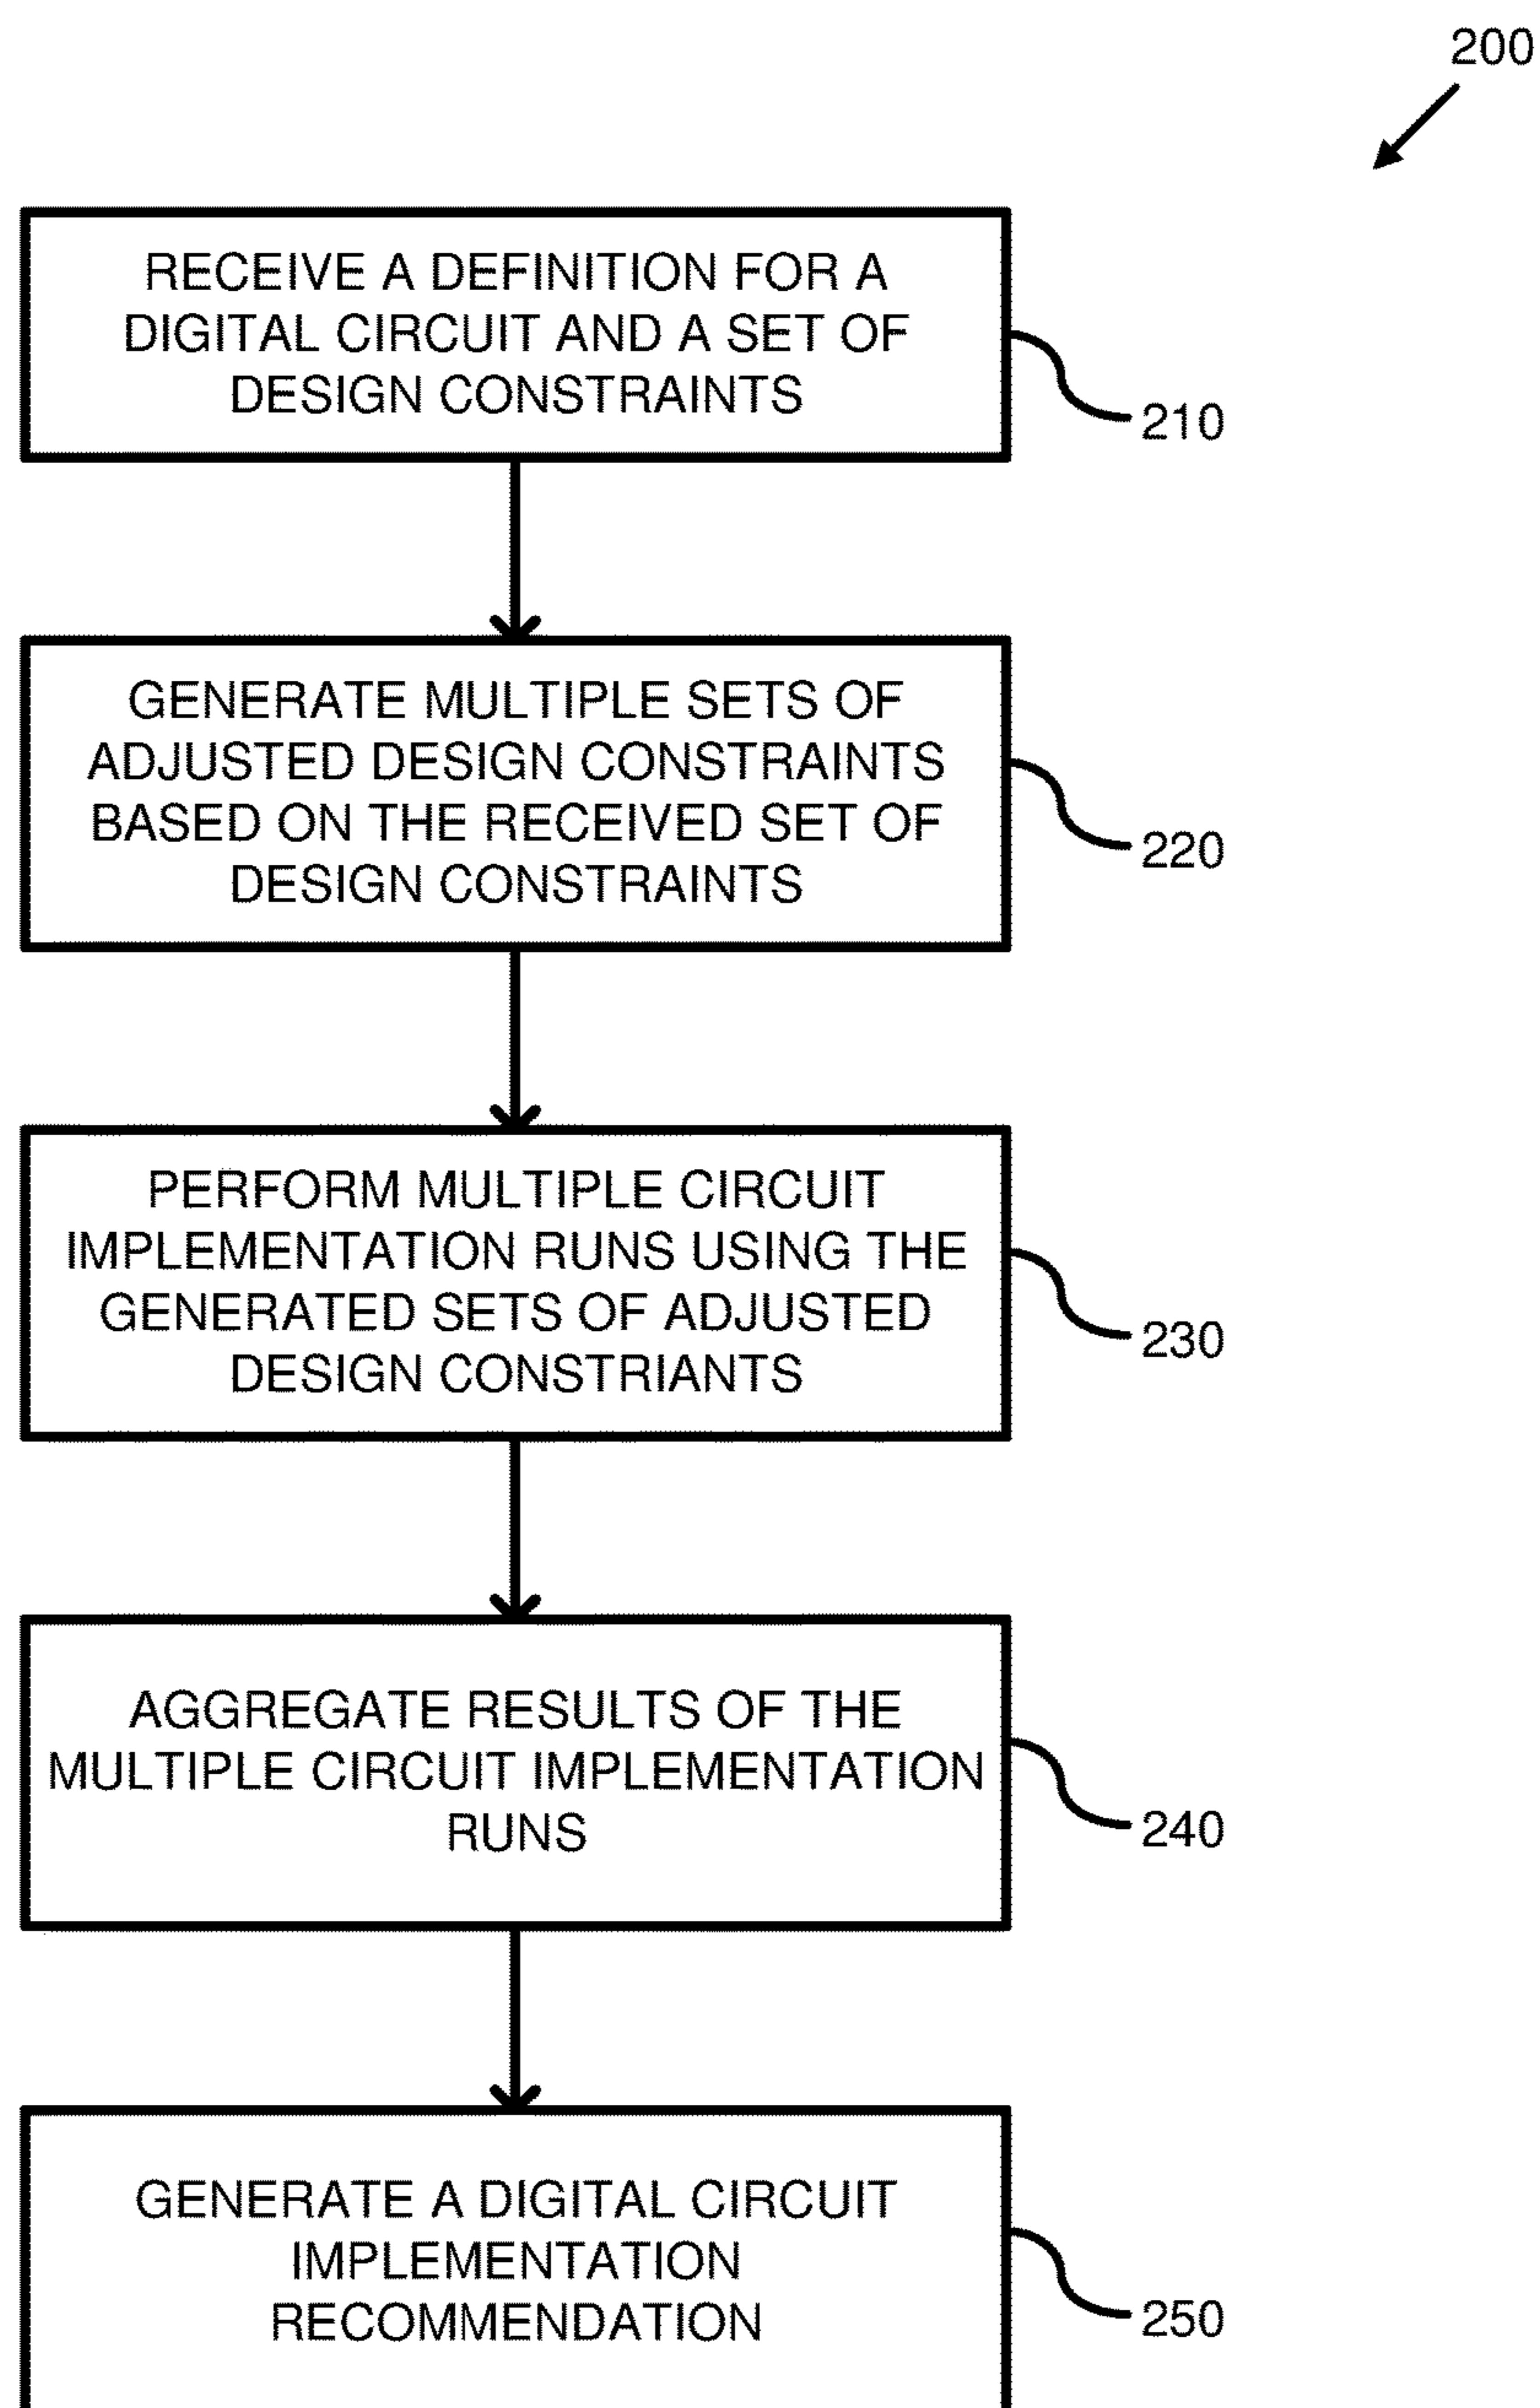 200
RECEIVE A DEFINITION FOR A
DIGITAL CIRCUIT AND A SET OF
DESIGN CONSTRAINTS
210
GENERATE MULTIPLE SETS OF
ADJUSTED DESIGN CONSTRAINTS
BASED ON THE RECEIVED SET OF
DESIGN CONSTRAINTS
220
PERFORM MULTIPLE CIRCUIT
IMPLEMENTATION RUNS USING THE
GENERATED SETS OF ADJUSTED
DESIGN CONSTRIANTS
230
AGGREGATE RESULTS OF THE
MULTIPLE CIRCUIT IMPLEMENTATION
RUNS
240
GENERATE A DIGITAL CIRCUIT
IMPLEMENTATION
RECOMMENDATION
250